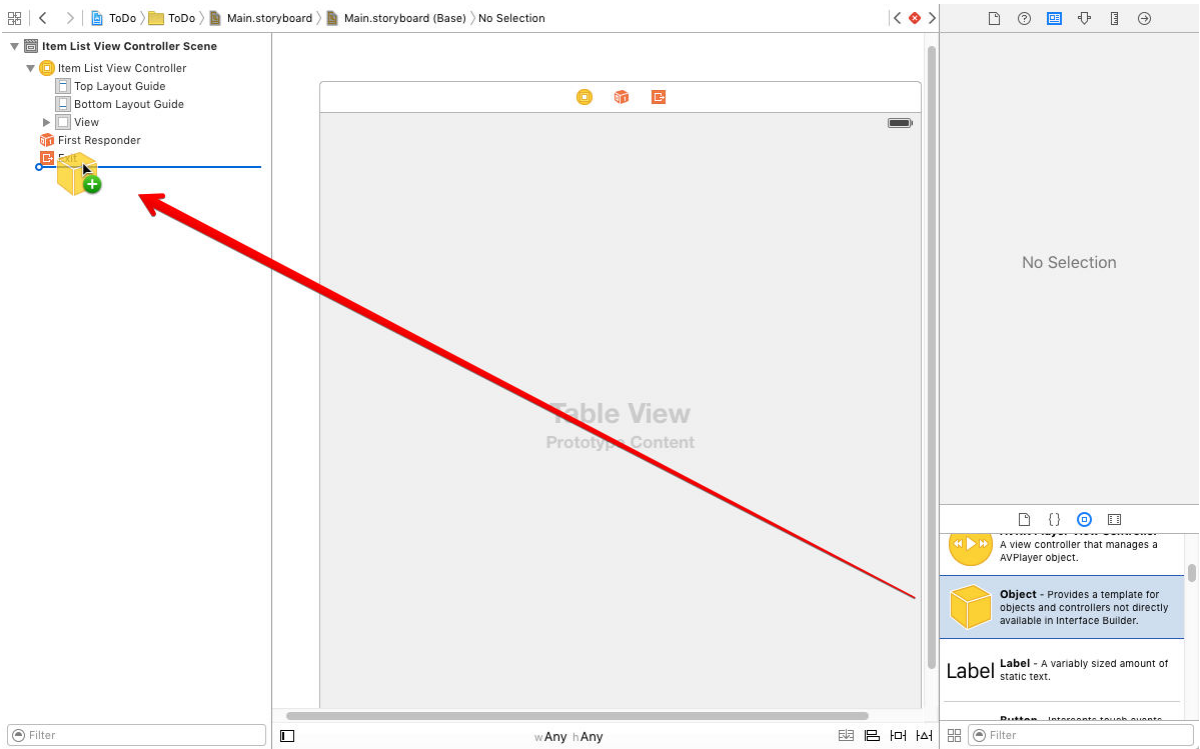 ToDo ToDo Main.storyboard Main.storyboard (Base) No Selection
Item List View Controller Scene
Item List View Controller
Top Layout Guide
Bottom Layout Guide
View
First Responder
Exit
Table View
Prototype Content
No Selection
A view controller that manages a
AVPlayer object.
Object - Provides a template for
objects and controllers not directly
available in Interface Builder.
Label
Label - A variably sized amount of
static text.
Filter
wAny hAny
Filter